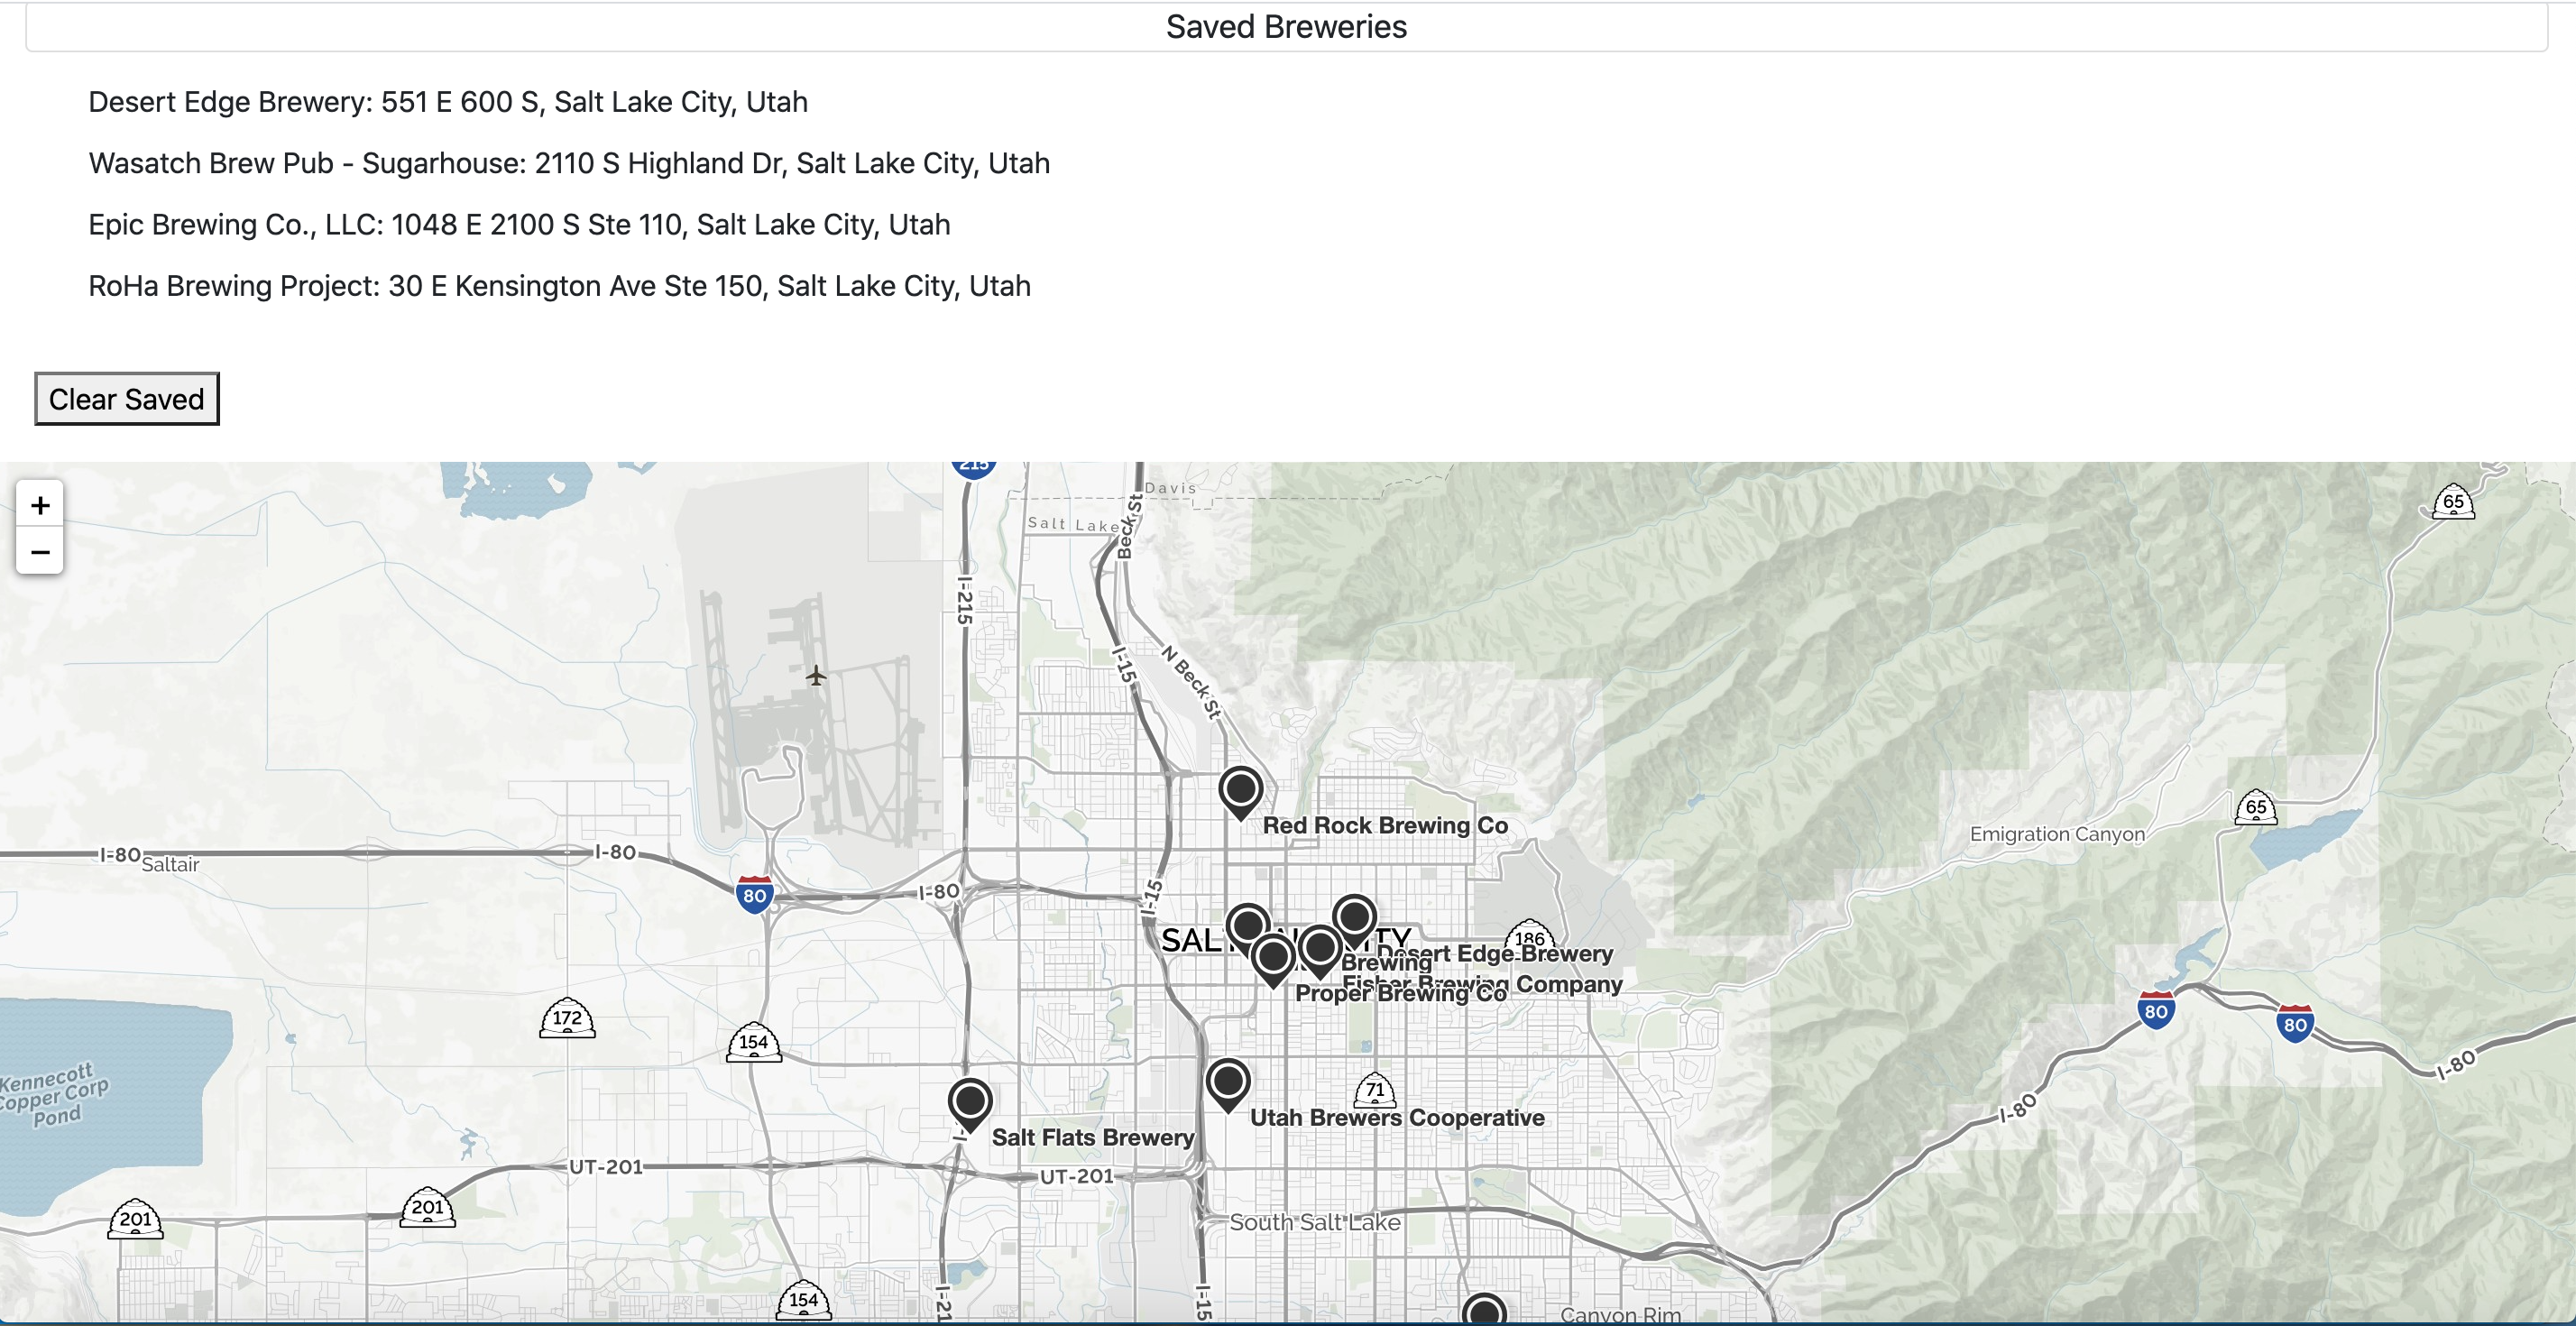 Saved Breweries
Desert Edge Brewery: 551 E 600 S, Salt Lake City, Utah
Wasatch Brew Pub - Sugarhouse: 2110 S Highland Dr, Salt Lake City, Utah
Epic Brewing Co., LLC: 1048 E 2100 S Ste 110, Salt Lake City, Utah
RoHa Brewing Project: 30 E Kensington Ave Ste 150, Salt Lake City, Utah
Clear Saved
+
−
215
Davis
Salt Lake
Beck St
65
I-215
I-15
N Beck St
Red Rock Brewing Co
65
Emigration Canyon
I-80
Saltair
I-80
80
I-80
I-15
186
Desert Edge Brewery
Brewing
Fisher Brewing Company
Proper Brewing Co
172
154
80
80
I-80
Kennecott
Copper Corp
Pond
71
I-80
Utah Brewers Cooperative
Salt Flats Brewery
UT-201
UT-201
201
201
South Salt Lake
154
I-21
I-15
Canyon Rim